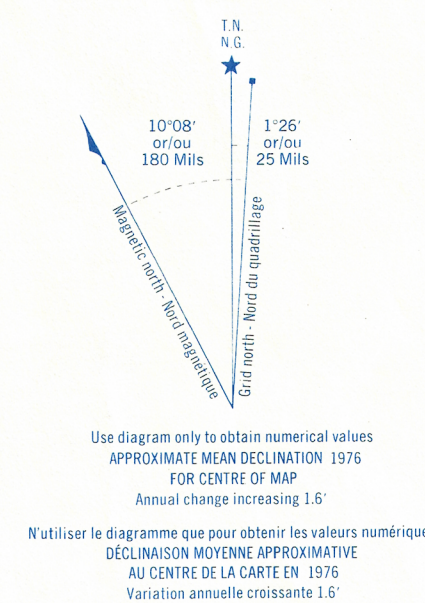 T.N.
N.G.
10°08′
or/ou
180 Mils
1°26′
or/ou
25 Mils
Magnetic north - Nord magnetique
Grid north - Nord du quadrillage
Use diagram only to obtain numerical values
APPROXIMATE MEAN DECLINATION 1976
FOR CENTRE OF MAP
Annual change increasing 1.6′
N'utiliser le diagramme que pour obtenir les valeurs numérique
DÉCLINAISON MOYENNE APPROXIMATIVE
AU CENTRE DE LA CARTE EN 1976
Variation annuelle croissante 1.6′